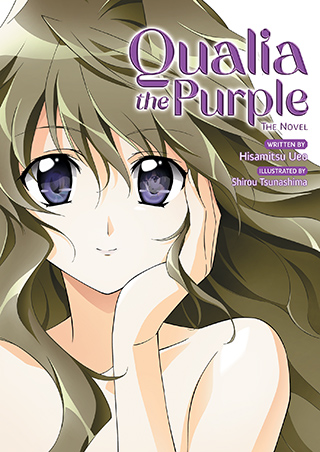 Qualia
the Purple
THE NOVEL
WRITTEN BY
Hisamitsu Ueo
ILLUSTRATED BY
Shirou Tsunashima